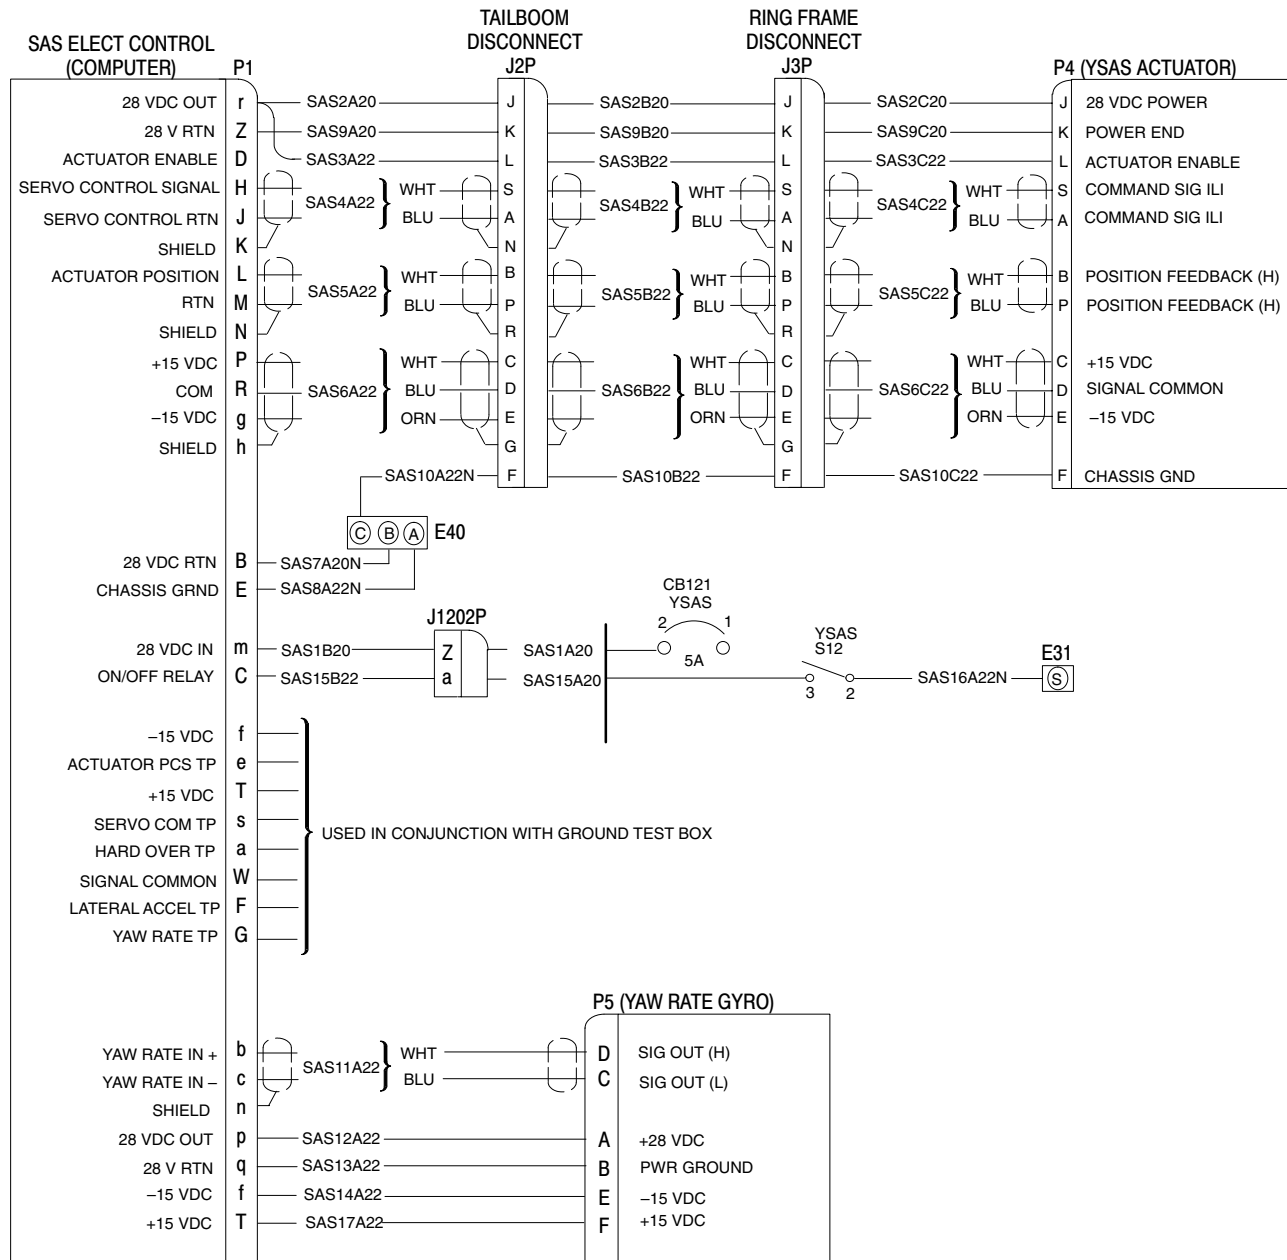 TAILBOOM
DISCONNECT
J2P
RING FRAME
DISCONNECT
J3P
SAS ELECT CONTROL
(COMPUTER) P1
P4 (YSAS ACTUATOR)
28 VDC OUT r SAS2A20 J SAS2B20 J SAS2C20 J 28 VDC POWER
28 V RTN Z SAS9A20 K SAS9B20 K SAS9C20 K POWER END
ACTUATOR ENABLE D SAS3A22 L SAS3B22 L SAS3C22 L ACTUATOR ENABLE
SERVO CONTROL SIGNAL H WHT S WHT S WHT S COMMAND SIG ILI
SAS4A22 SAS4B22 SAS4C22
SERVO CONTROL RTN J BLU A BLU A BLU A COMMAND SIG ILI
SHIELD K N N
ACTUATOR POSITION L WHT B WHT B WHT B POSITION FEEDBACK (H)
SAS5A22 SAS5B22 SAS5C22
RTN M BLU P BLU P BLU P POSITION FEEDBACK (H)
SHIELD N R R
+15 VDC P WHT C WHT C WHT C +15 VDC
COM R SAS6A22 BLU D SAS6B22 BLU D SAS6C22 BLU D SIGNAL COMMON
–15 VDC g ORN E ORN E ORN E –15 VDC
SHIELD h G G
SAS10A22N F SAS10B22 F SAS10C22 F CHASSIS GND
C B A E40
28 VDC RTN B SAS7A20N
CHASSIS GRND E SAS8A22N
CB121
YSAS
2 1
5A
J1202P
28 VDC IN m SAS1B20 Z SAS1A20
YSAS
S12
3 2
E31
ON/OFF RELAY C SAS15B22 a SAS15A20 SAS16A22N S
–15 VDC f
ACTUATOR PCS TP e
+15 VDC T
SERVO COM TP s
USED IN CONJUNCTION WITH GROUND TEST BOX
HARD OVER TP a
SIGNAL COMMON W
LATERAL ACCEL TP F
YAW RATE TP G
P5 (YAW RATE GYRO)
YAW RATE IN + b WHT D SIG OUT (H)
SAS11A22
YAW RATE IN – c BLU C SIG OUT (L)
SHIELD n
28 VDC OUT p SAS12A22 A +28 VDC
28 V RTN q SAS13A22 B PWR GROUND
–15 VDC f SAS14A22 E –15 VDC
+15 VDC T SAS17A22 F +15 VDC